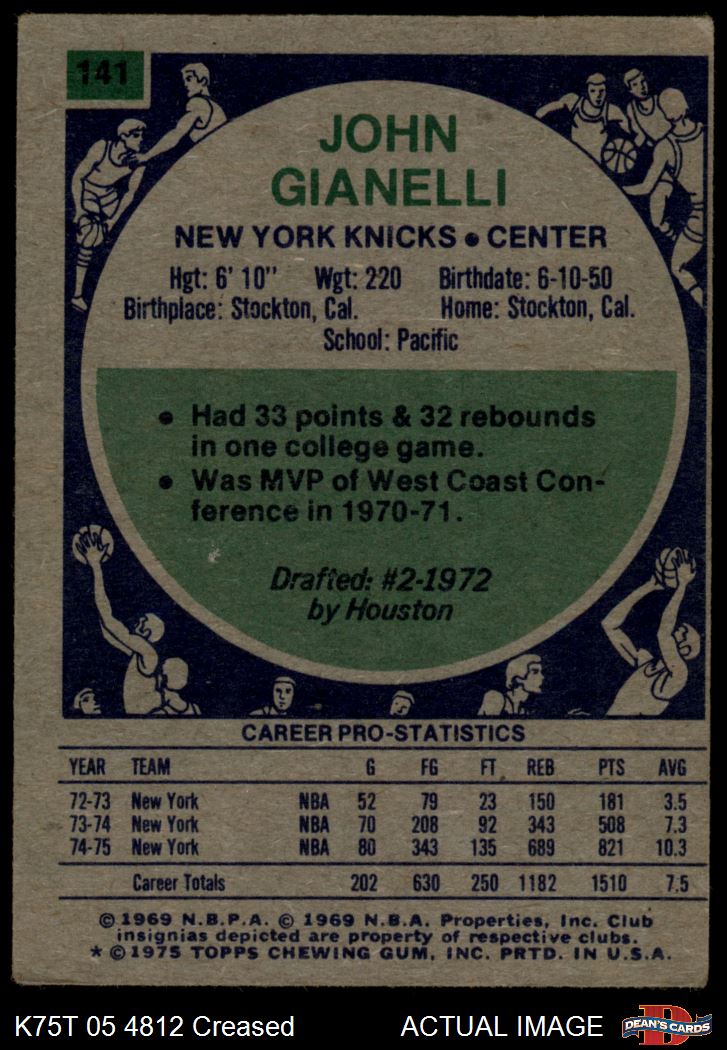 141
JOHN
GIANELLI
NEW YORK KNICKS • CENTER
Hgt: 6' 10" Wgt: 220 Birthdate: 6-10-50
Birthplace: Stockton, Cal. Home: Stockton, Cal.
School: Pacific
• Had 33 points & 32 rebounds
in one college game.
• Was MVP of West Coast Con-
ference in 1970-71.
Drafted: #2-1972
by Houston
CAREER PRO-STATISTICS
YEAR TEAM G FG FT REB PTS AVG
72-73 New York NBA 52 79 23 150 181 3.5
73-74 New York NBA 70 208 92 343 508 7.3
74-75 New York NBA 80 343 135 689 821 10.3
Career Totals 202 630 250 1182 1510 7.5
© 1969 N.B.P.A. © 1969 N.B.A. Properties, Inc. Club
insignias depicted are property of respective clubs.
* © 1975 TOPPS CHEWING GUM, INC. PRTD. IN U.S.A.
K75T 05 4812 Creased ACTUAL IMAGE D DEAN'S CARDS